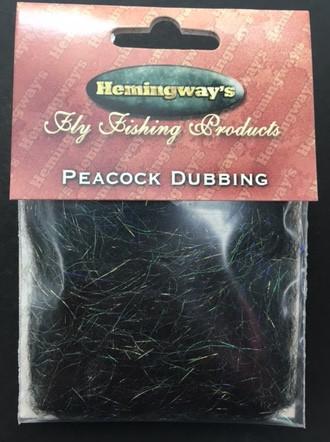 Hemingway's
Fly Fishing Products
PEACOCK DUBBING